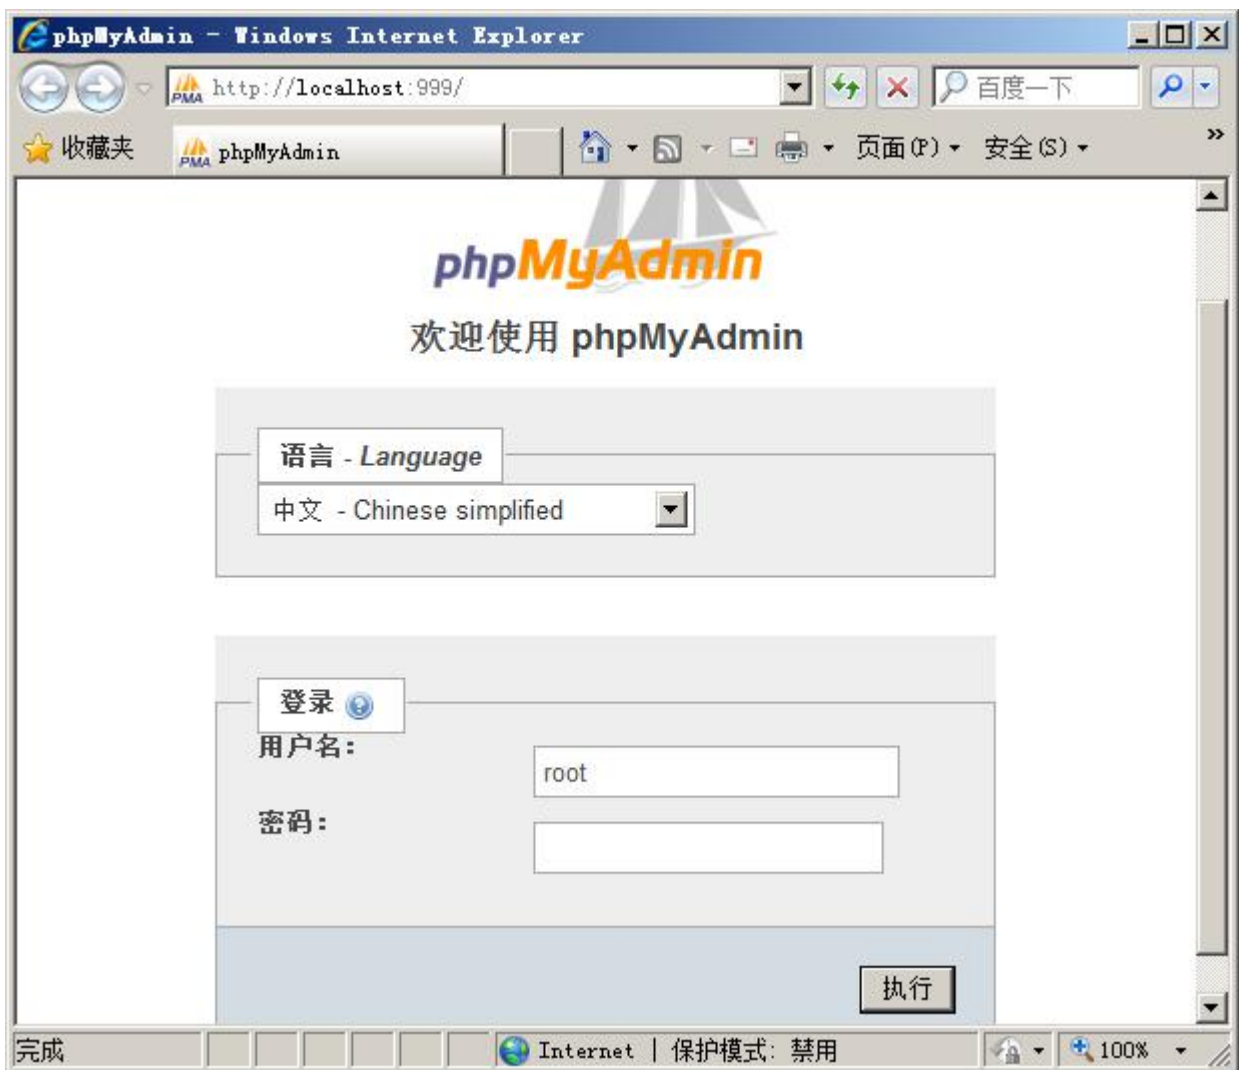 phpMyAdmin - Windows Internet Explorer
PMA http://localhost:999/ 百度一下
收藏夹 PMA phpMyAdmin 页面(P) 安全(S) »
phpMyAdmin
欢迎使用 phpMyAdmin
语言 - Language
中文 - Chinese simplified
登录
用户名:
root
密码:
执行
完成 Internet | 保护模式: 禁用 100%